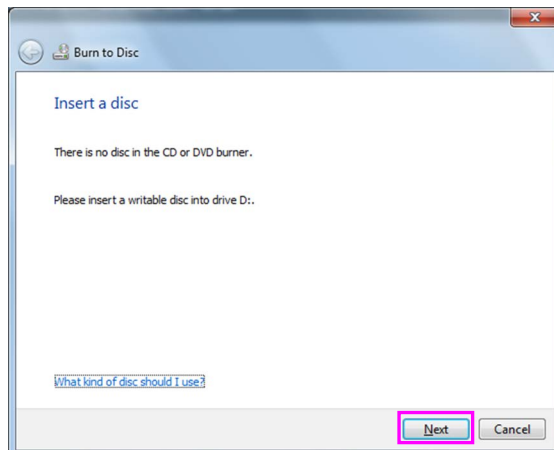 Burn to Disc
Insert a disc
There is no disc in the CD or DVD burner.
Please insert a writable disc into drive D:.
What kind of disc should I use?
Next Cancel